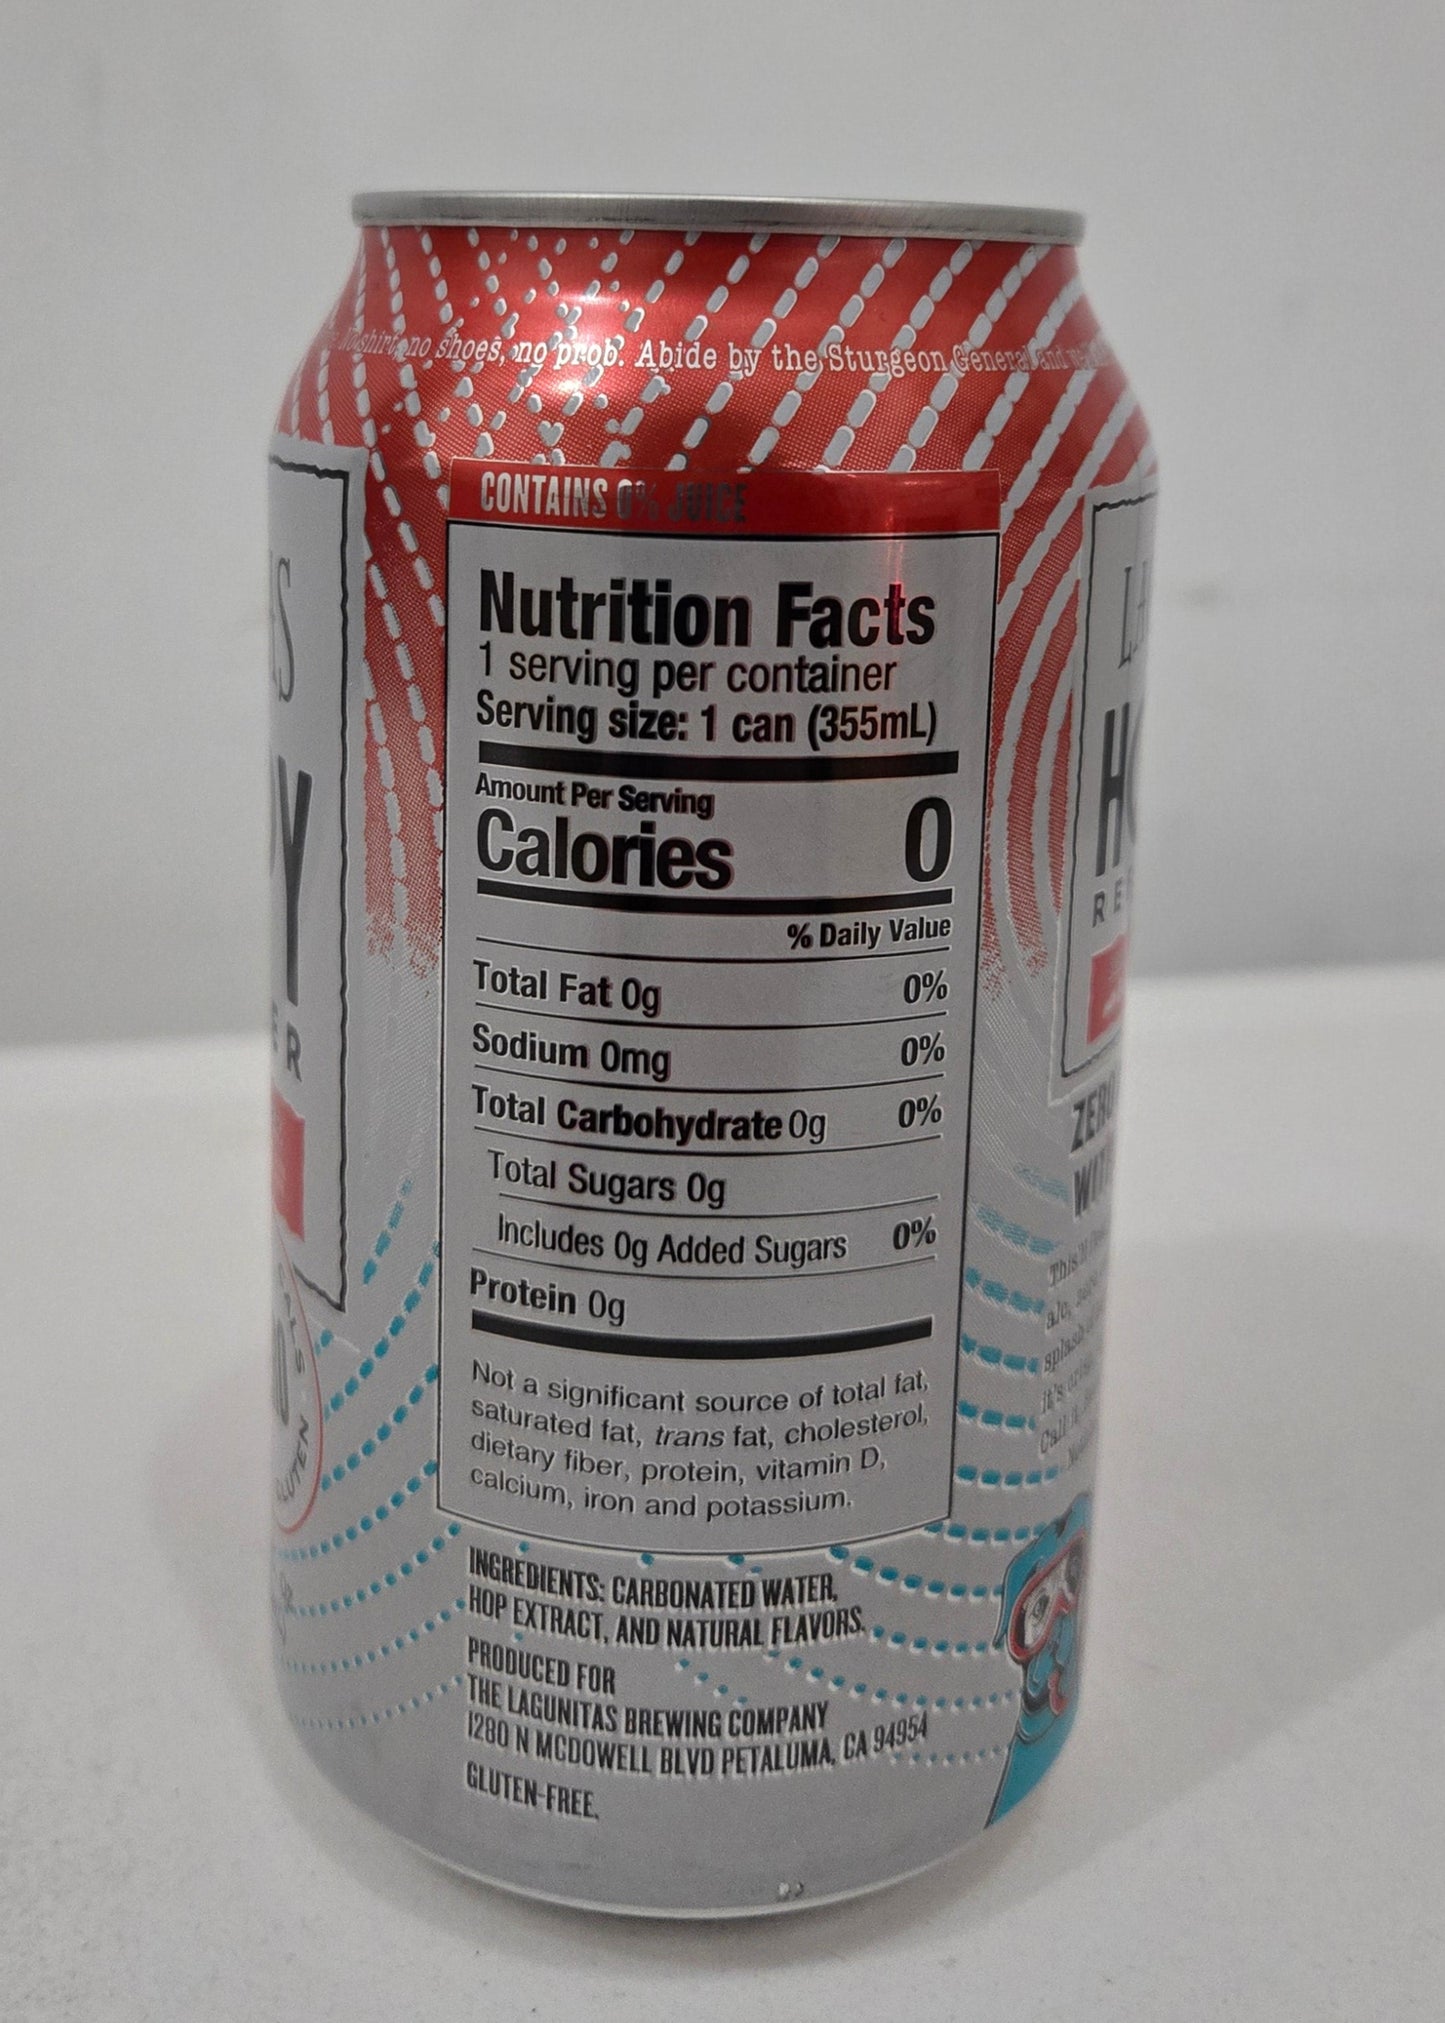 no shoes, no prob. Abide by the Sturgeon General and
CONTAINS 0% JUICE
Nutrition Facts
1 serving per container
Serving size: 1 can (355mL)
Amount Per Serving
Calories 0
% Daily Value
Total Fat 0g 0%
Sodium 0mg 0%
Total Carbohydrate 0g 0%
Total Sugars 0g
Includes 0g Added Sugars 0%
Protein 0g
Not a significant source of total fat,
saturated fat, trans fat, cholesterol,
dietary fiber, protein, vitamin D,
calcium, iron and potassium.
INGREDIENTS: CARBONATED WATER,
HOP EXTRACT, AND NATURAL FLAVORS.
PRODUCED FOR
THE LAGUNITAS BREWING COMPANY
1280 N MCDOWELL BLVD PETALUMA, CA 94954
GLUTEN-FREE.
ZERO